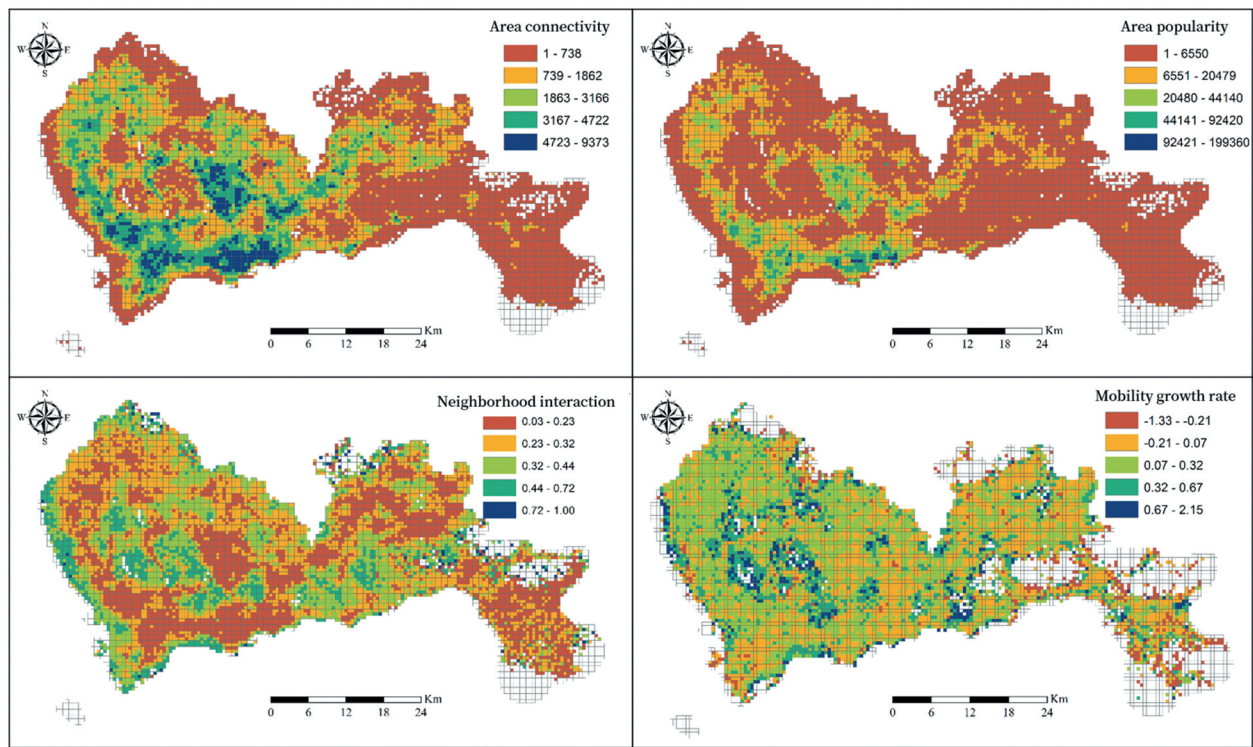 Area connectivity
N
W E
S
1 - 738
739 - 1862
1863 - 3166
3167 - 4722
4723 - 9373
Km
0 6 12 18 24
Area popularity
N
W E
S
1 - 6550
6551 - 20479
20480 - 44140
44141 - 92420
92421 - 199360
Km
0 6 12 18 24
Neighborhood interaction
N
W E
S
0.03 - 0.23
0.23 - 0.32
0.32 - 0.44
0.44 - 0.72
0.72 - 1.00
Km
0 6 12 18 24
Mobility growth rate
N
W E
S
-1.33 - -0.21
-0.21 - 0.07
0.07 - 0.32
0.32 - 0.67
0.67 - 2.15
Km
0 6 12 18 24